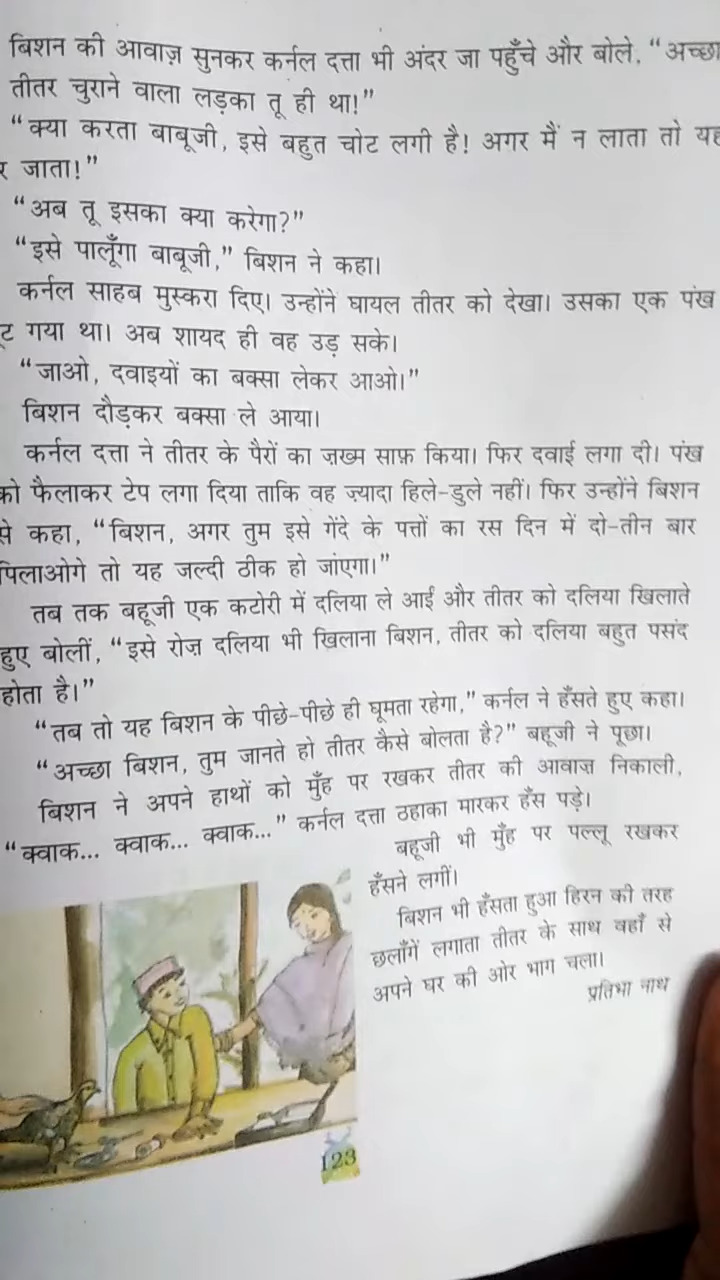 बिशन की आवाज़ सुनकर कर्नल दत्ता भी अंदर जा पहुँचे और बोले, “अच्छा
तीतर चुराने वाला लड़का तू ही था!”
“क्या करता बाबूजी, इसे बहुत चोट लगी है! अगर मैं न लाता तो यह
र जाता!”
“अब तू इसका क्या करेगा?”
“इसे पालूँगा बाबूजी,” बिशन ने कहा।
कर्नल साहब मुस्करा दिए। उन्होंने घायल तीतर को देखा। उसका एक पंख
ट गया था। अब शायद ही वह उड़ सके।
“जाओ, दवाइयों का बक्सा लेकर आओ।”
बिशन दौड़कर बक्सा ले आया।
कर्नल दत्ता ने तीतर के पैरों का ज़ख्म साफ़ किया। फिर दवाई लगा दी। पंख
को फैलाकर टेप लगा दिया ताकि वह ज़्यादा हिले-डुले नहीं। फिर उन्होंने बिशन
से कहा, “बिशन, अगर तुम इसे गेंदे के पत्तों का रस दिन में दो-तीन बार
पिलाओगे तो यह जल्दी ठीक हो जाएगा।”
तब तक बहूजी एक कटोरी में दलिया ले आईं और तीतर को दलिया खिलाते
हुए बोलीं, “इसे रोज़ दलिया भी खिलाना बिशन, तीतर को दलिया बहुत पसंद
होता है।”
“तब तो यह बिशन के पीछे-पीछे ही घूमता रहेगा,” कर्नल ने हँसते हुए कहा।
“अच्छा बिशन, तुम जानते हो तीतर कैसे बोलता है?” बहूजी ने पूछा।
बिशन ने अपने हाथों को मुँह पर रखकर तीतर की आवाज़ निकाली,
“क्वाक... क्वाक... क्वाक...” कर्नल दत्ता ठहाका मारकर हँस पड़े।
बहूजी भी मुँह पर पल्लू रखकर
हँसने लगीं।
बिशन भी हँसता हुआ हिरन की तरह
छलाँगें लगाता तीतर के साथ वहाँ से
अपने घर की ओर भाग चला।
प्रतिभा नाथ
123